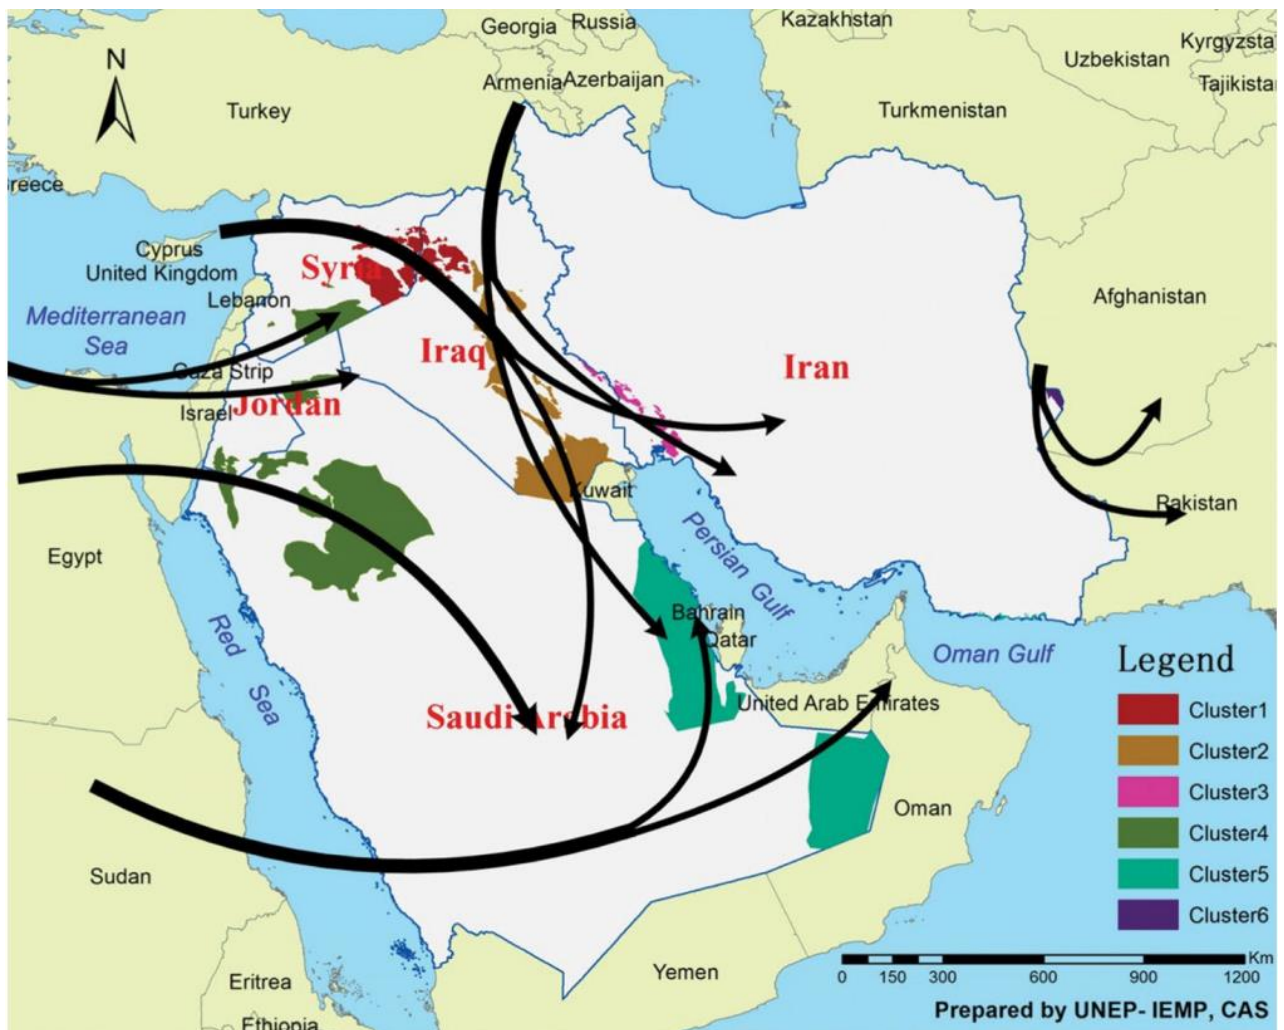 Georgia
Russia
Kazakhstan
Kyrgyzsta
Uzbekistan
Tajikista
N
Armenia
Azerbaijan
Turkey
Turkmenistan
reece
Cyprus
United Kingdom
Syria
Lebanon
Afghanistan
Mediterranean
Sea
Iraq
Iran
Gaza Strip
Israel
Jordan
Kuwait
Rakistan
Egypt
Persian Gulf
Bahrain
Qatar
Red
Sea
Oman Gulf
Saudi Arabia
United Arab Emirates
Oman
Sudan
Yemen
Eritrea
Ethiopia
Legend
Cluster1
Cluster2
Cluster3
Cluster4
Cluster5
Cluster6
Km
0 150 300 600 900 1200
Prepared by UNEP- IEMP, CAS